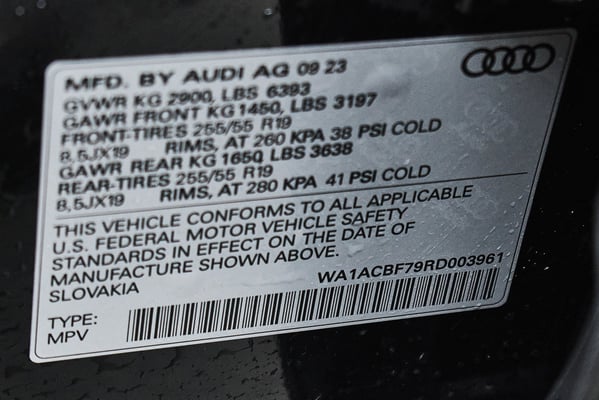 MFD. BY AUDI AG 09 23
GVWR KG 2900, LBS 6393
GAWR FRONT KG 1450, LBS 3197
FRONT-TIRES 255/55 R19
8,5JX19 RIMS, AT 260 KPA 38 PSI COLD
GAWR REAR KG 1650 LBS 3638
REAR-TIRES 255/55 R19
8,5JX19 RIMS, AT 280 KPA 41 PSI COLD
THIS VEHICLE CONFORMS TO ALL APPLICABLE
U.S. FEDERAL MOTOR VEHICLE SAFETY
STANDARDS IN EFFECT ON THE DATE OF
MANUFACTURE SHOWN ABOVE.
SLOVAKIA
WA1ACBF79RD003961
TYPE:
MPV